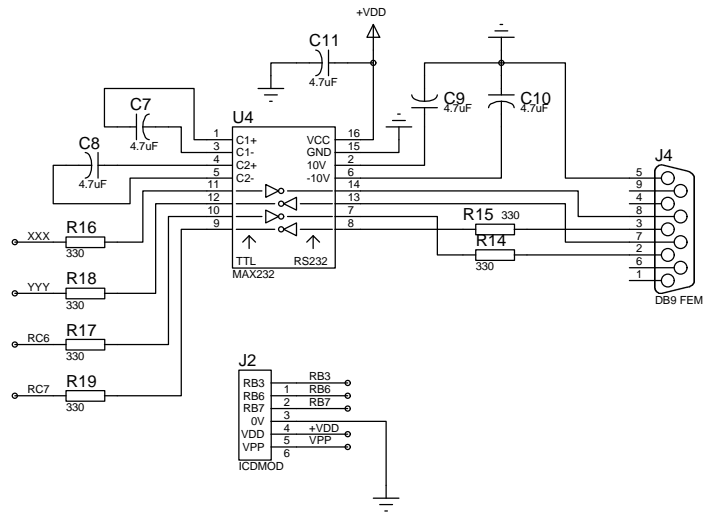 +VDD
C11
4.7uF
C7
4.7uF
C8
4.7uF
C9
4.7uF
C10
4.7uF
U4
1 C1+ VCC 16
3 C1- GND 15
4 C2+ 10V 2
5 C2- -10V 6
11 14
12 13
10 7
9 8
TTL RS232
MAX232
XXX R16
330
YYY R18
330
RC6 R17
330
RC7 R19
330
R15 330
R14
330
J4
5
9
4
8
3
7
2
6
1
DB9 FEM
J2
RB3 1 RB3
RB6 2 RB6
RB7 3 RB7
0V 4
VDD 5 +VDD
VPP 6 VPP
ICDMOD